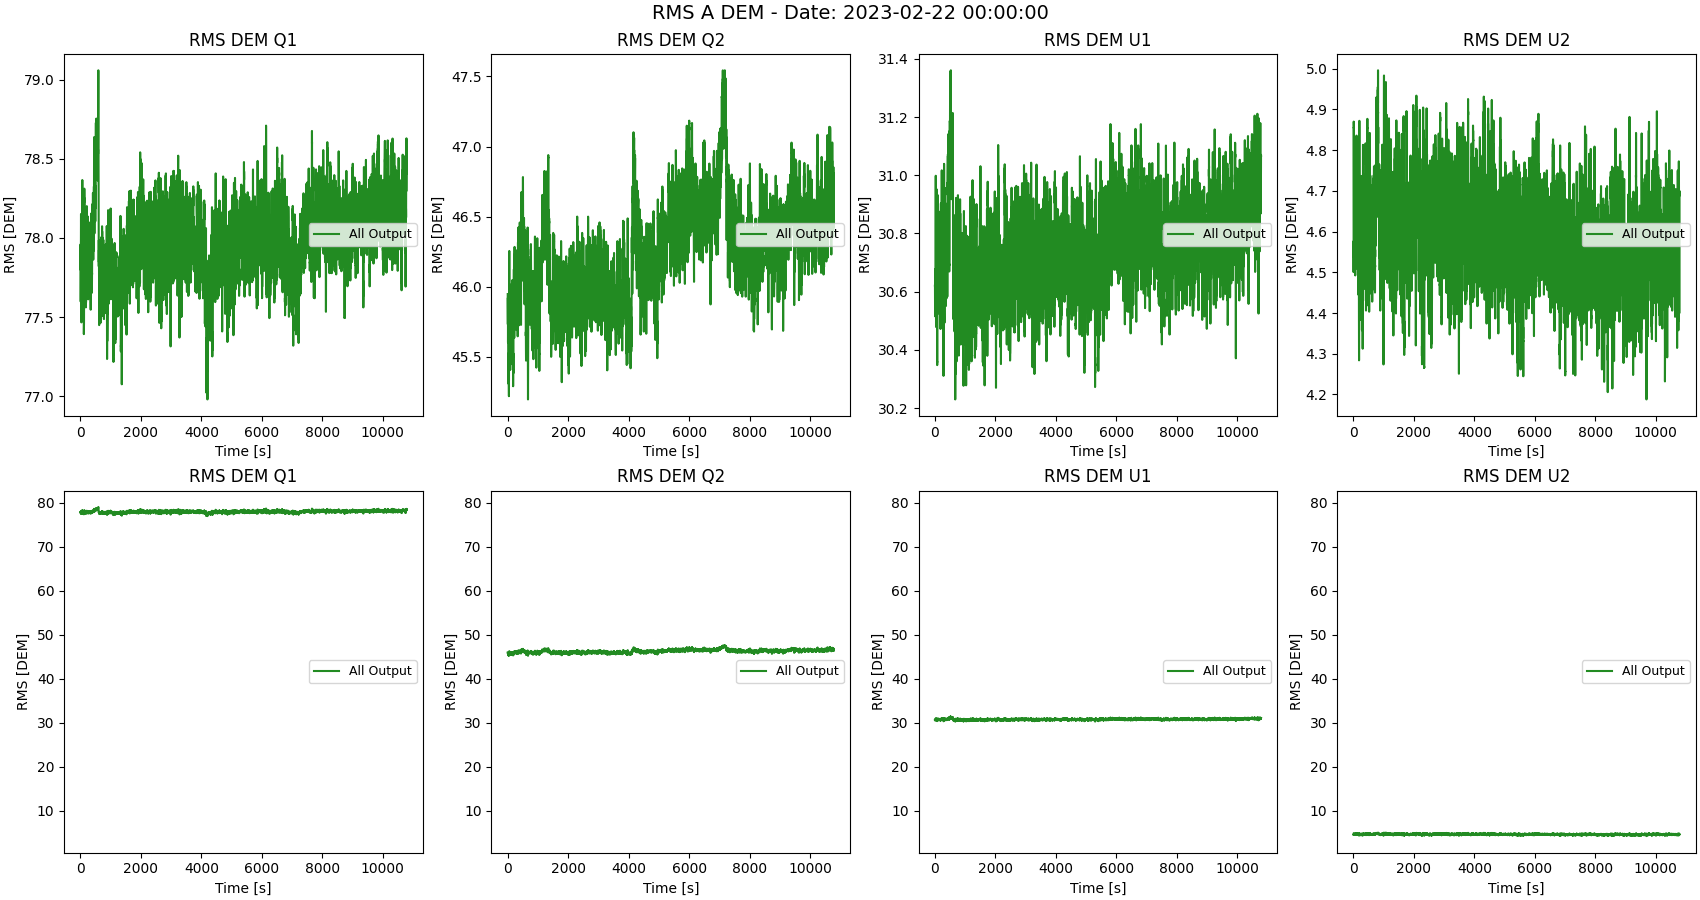 RMS A DEM - Date: 2023-02-22 00:00:00
RMS DEM Q1
RMS [DEM]
79.0
78.5
78.0
77.5
77.0
All Output
0 2000 4000 6000 8000 10000
Time [s]
RMS DEM Q2
RMS [DEM]
47.5
47.0
46.5
46.0
45.5
All Output
0 2000 4000 6000 8000 10000
Time [s]
RMS DEM U1
RMS [DEM]
31.4
31.2
31.0
30.8
30.6
30.4
30.2
All Output
0 2000 4000 6000 8000 10000
Time [s]
RMS DEM U2
RMS [DEM]
5.0
4.9
4.8
4.7
4.6
4.5
4.4
4.3
4.2
All Output
0 2000 4000 6000 8000 10000
Time [s]
RMS DEM Q1
RMS [DEM]
80
70
60
50
40
30
20
10
All Output
0 2000 4000 6000 8000 10000
Time [s]
RMS DEM Q2
RMS [DEM]
80
70
60
50
40
30
20
10
All Output
0 2000 4000 6000 8000 10000
Time [s]
RMS DEM U1
RMS [DEM]
80
70
60
50
40
30
20
10
All Output
0 2000 4000 6000 8000 10000
Time [s]
RMS DEM U2
RMS [DEM]
80
70
60
50
40
30
20
10
All Output
0 2000 4000 6000 8000 10000
Time [s]